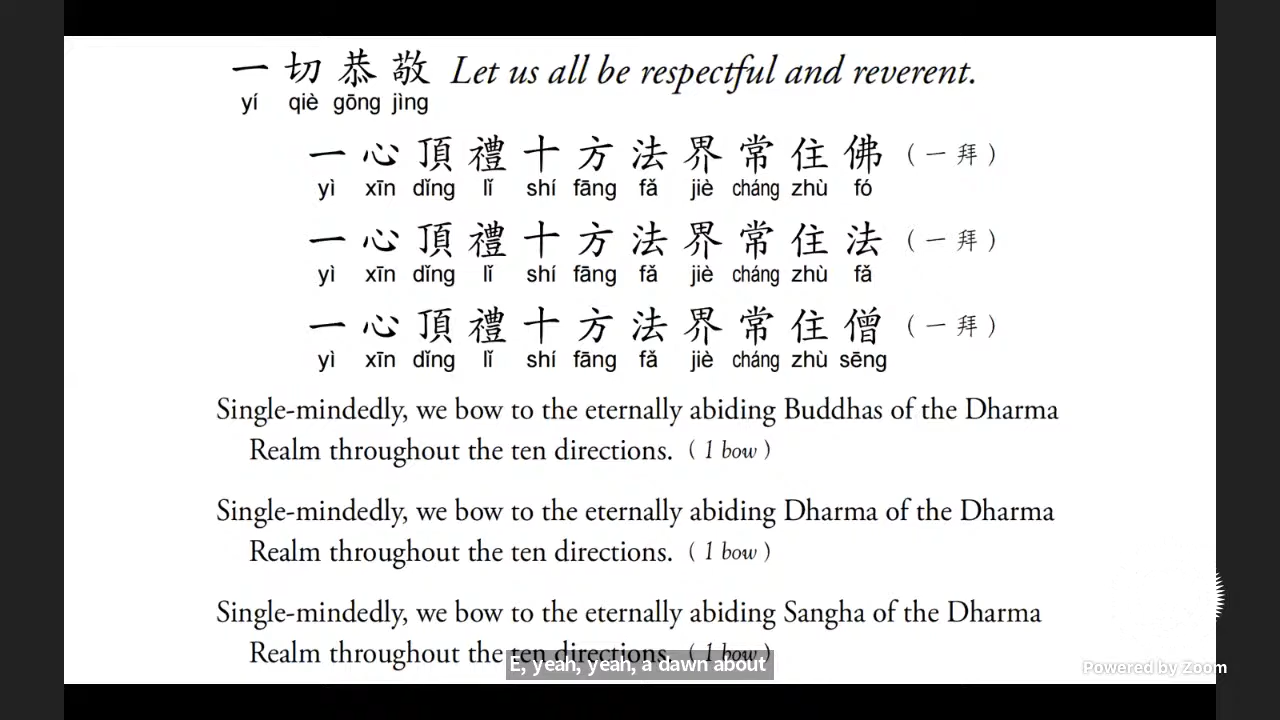 一切恭敬 Let us all be respectful and reverent.
yí qiè gōng jìng
一心頂禮十方法界常住佛（一拜）
yì xīn dǐng lǐ shí fāng fǎ jiè cháng zhù fó
一心頂禮十方法界常住法（一拜）
yì xīn dǐng lǐ shí fāng fǎ jiè cháng zhù fǎ
一心頂禮十方法界常住僧（一拜）
yì xīn dǐng lǐ shí fāng fǎ jiè cháng zhù sēng
Single-mindedly, we bow to the eternally abiding Buddhas of the Dharma
Realm throughout the ten directions. ( 1 bow )
Single-mindedly, we bow to the eternally abiding Dharma of the Dharma
Realm throughout the ten directions. ( 1 bow )
Single-mindedly, we bow to the eternally abiding Sangha of the Dharma
Realm throughout the ten directions. ( 1 bow )
E, yeah, yeah, a dawn about
Powered by Zoom